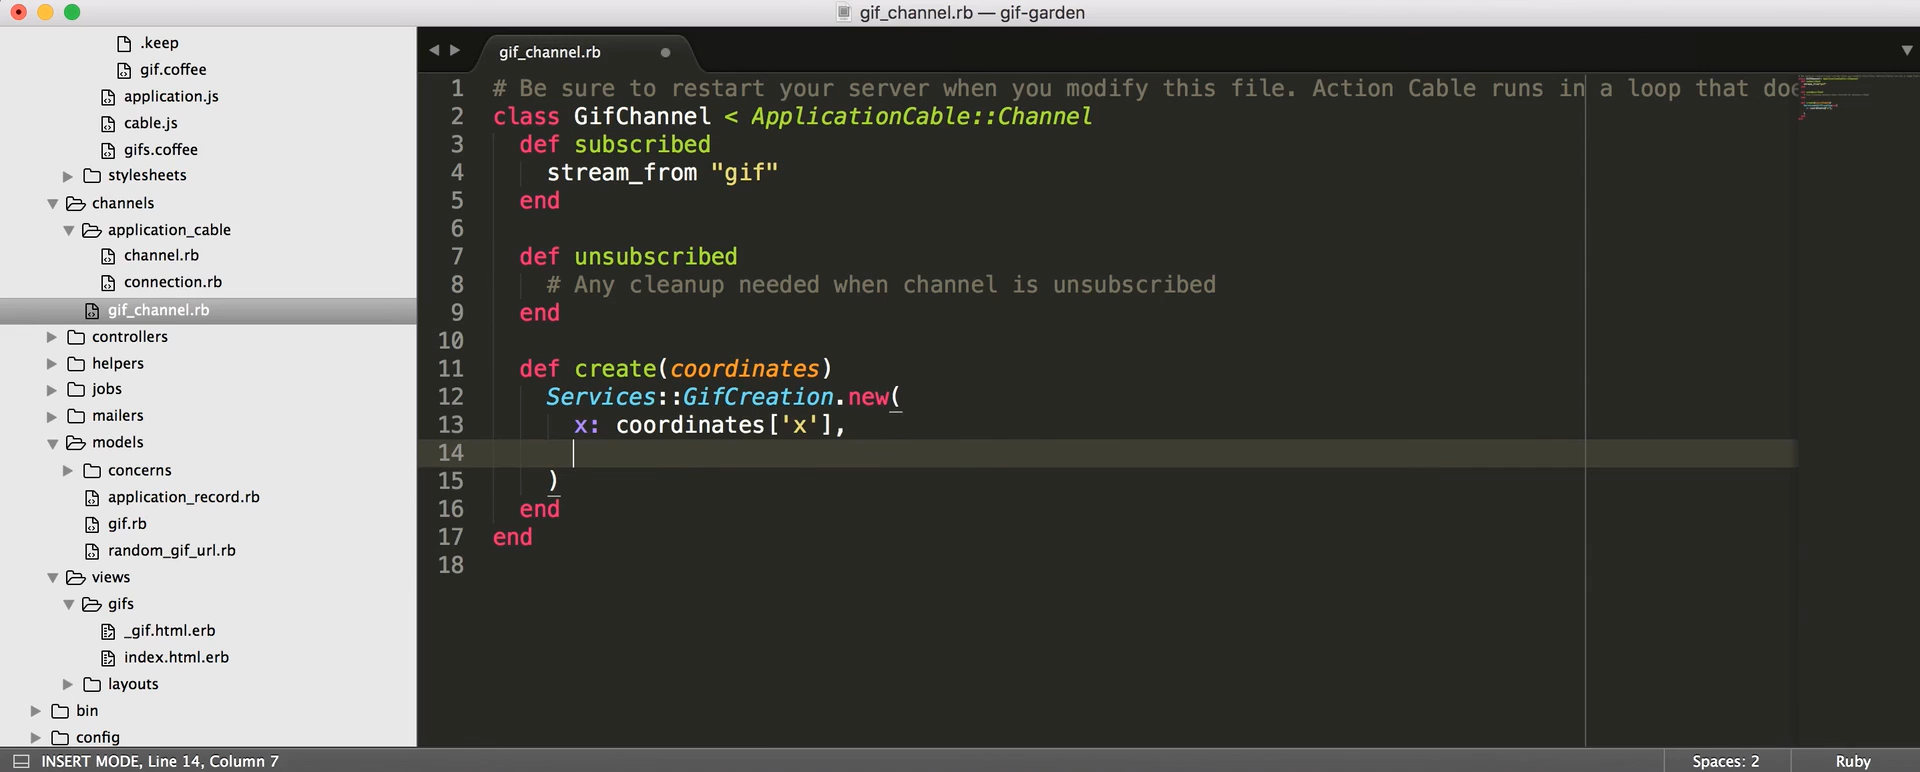 gif_channel.rb — gif-garden
.keep
gif.coffee
application.js
cable.js
gifs.coffee
stylesheets
channels
application_cable
channel.rb
connection.rb
gif_channel.rb
controllers
helpers
jobs
mailers
models
concerns
application_record.rb
gif.rb
random_gif_url.rb
views
gifs
_gif.html.erb
index.html.erb
layouts
bin
config
gif_channel.rb
1 # Be sure to restart your server when you modify this file. Action Cable runs in a loop that doe
2 class GifChannel < ApplicationCable::Channel
3   def subscribed
4     stream_from "gif"
5   end
6
7   def unsubscribed
8     # Any cleanup needed when channel is unsubscribed
9   end
10
11   def create(coordinates)
12     Services::GifCreation.new(
13       x: coordinates['x'],
14
15     )
16   end
17 end
18
INSERT MODE, Line 14, Column 7
Spaces: 2
Ruby